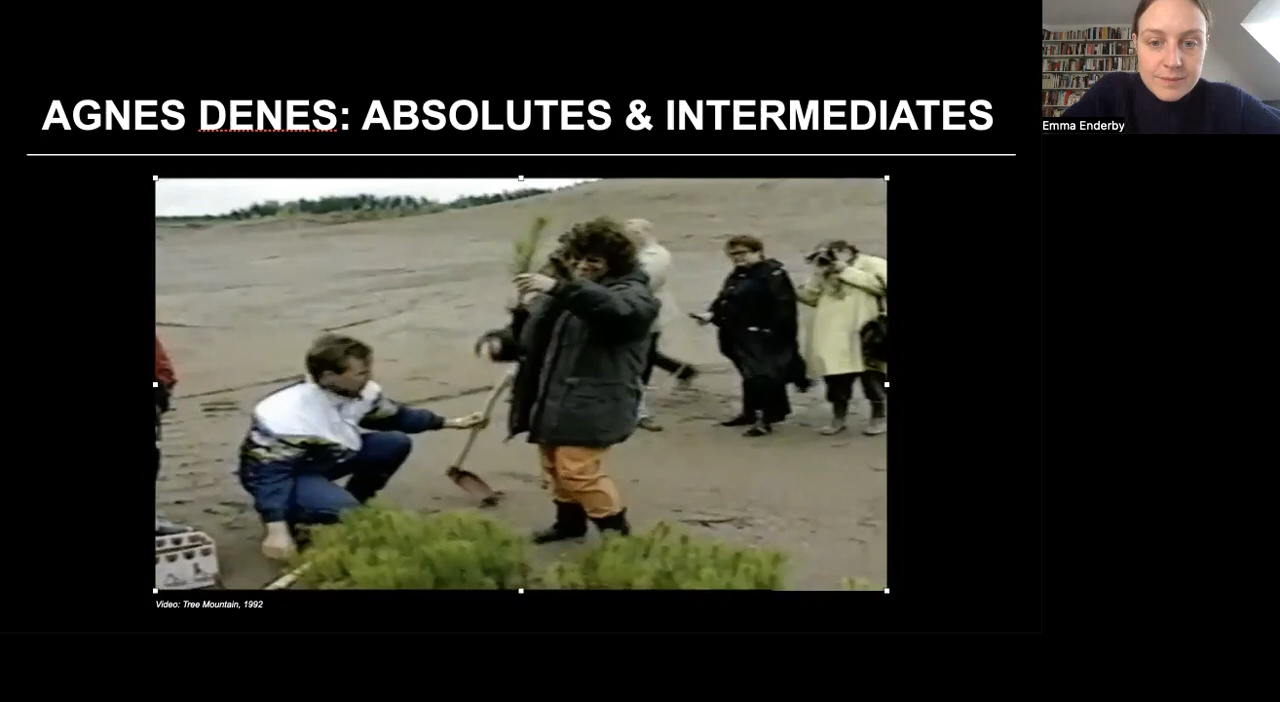 AGNES DENES: ABSOLUTES & INTERMEDIATES
Emma Enderby
Video: Tree Mountain, 1992